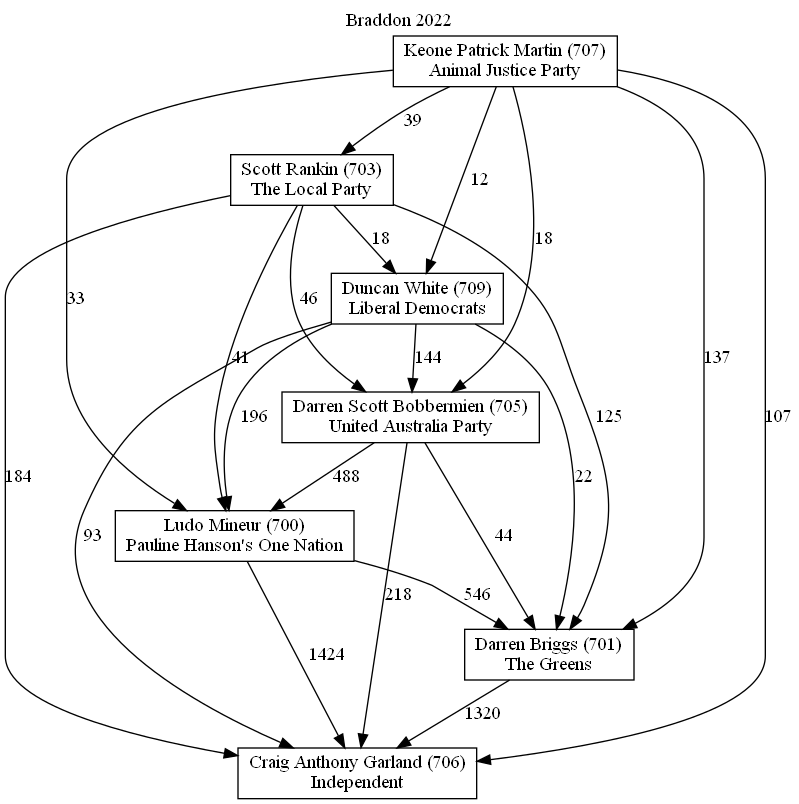 Braddon 2022
Keone Patrick Martin (707)
Animal Justice Party
39
Scott Rankin (703)
The Local Party
12
18
18
Duncan White (709)
Liberal Democrats
33
46
41
144
137
Darren Scott Bobbermien (705)
United Australia Party
196
125
107
184
488
22
Ludo Mineur (700)
Pauline Hanson's One Nation
93
44
218
546
Darren Briggs (701)
The Greens
1424
1320
Craig Anthony Garland (706)
Independent